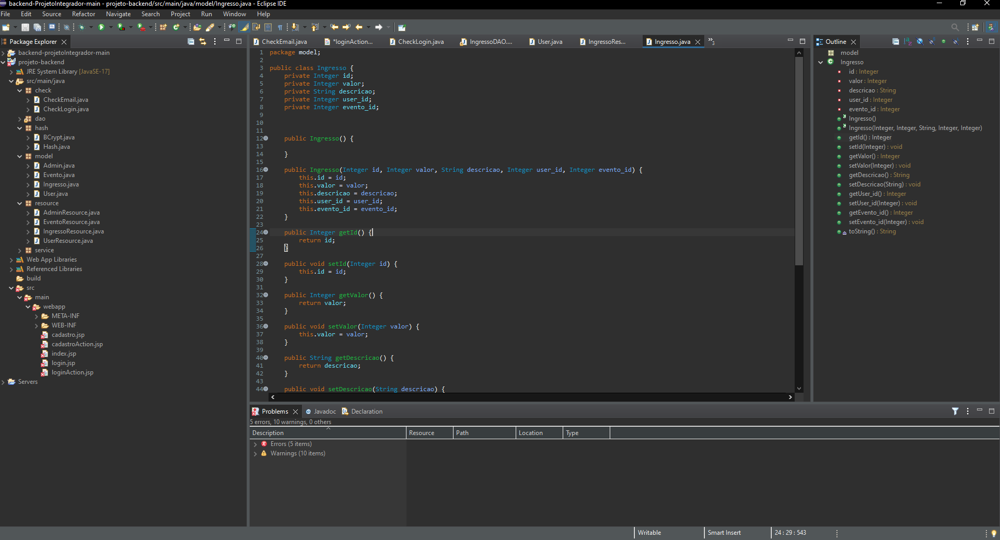 backend-ProjetoIntegrador-main - projeto-backend/src/main/java/model/Ingresso.java - Eclipse IDE
File Edit Source Refactor Navigate Search Project Run Window Help
Package Explorer
backend-projetoIntegrador-main
projeto-backend
JRE System Library [JavaSE-17]
src/main/java
check
CheckEmail.java
CheckLogin.java
dao
hash
BCrypt.java
Hash.java
model
Admin.java
Evento.java
Ingresso.java
User.java
resource
AdminResource.java
EventoResource.java
IngressoResource.java
UserResource.java
service
Web App Libraries
Referenced Libraries
build
src
main
webapp
META-INF
WEB-INF
cadastro.jsp
cadastroAction.jsp
index.jsp
login.jsp
loginAction.jsp
Servers
CheckEmail.java *loginAction... CheckLogin.java IngressoDAO.... User.java IngressoRes... Ingresso.java »3
1 package model;
2
3 public class Ingresso {
4 private Integer id;
5 private Integer valor;
6 private String descricao;
7 private Integer user_id;
8 private Integer evento_id;
9
10
11
12 public Ingresso() {
13
14 }
15
16 public Ingresso(Integer id, Integer valor, String descricao, Integer user_id, Integer evento_id) {
17 this.id = id;
18 this.valor = valor;
19 this.descricao = descricao;
20 this.user_id = user_id;
21 this.evento_id = evento_id;
22 }
23
24 public Integer getId() {
25 return id;
26 }
27
28 public void setId(Integer id) {
29 this.id = id;
30 }
31
32 public Integer getValor() {
33 return valor;
34 }
35
36 public void setValor(Integer valor) {
37 this.valor = valor;
38 }
39
40 public String getDescricao() {
41 return descricao;
42 }
43
44 public void setDescricao(String descricao) {
Outline
model
Ingresso
id : Integer
valor : Integer
descricao : String
user_id : Integer
evento_id : Integer
Ingresso()
Ingresso(Integer, Integer, String, Integer, Integer)
getId() : Integer
setId(Integer) : void
getValor() : Integer
setValor(Integer) : void
getDescricao() : String
setDescricao(String) : void
getUser_id() : Integer
setUser_id(Integer) : void
getEvento_id() : Integer
setEvento_id(Integer) : void
toString() : String
Problems Javadoc Declaration
5 errors, 10 warnings, 0 others
Description Resource Path Location Type
Errors (5 items)
Warnings (10 items)
Writable Smart Insert 24 : 29 : 543